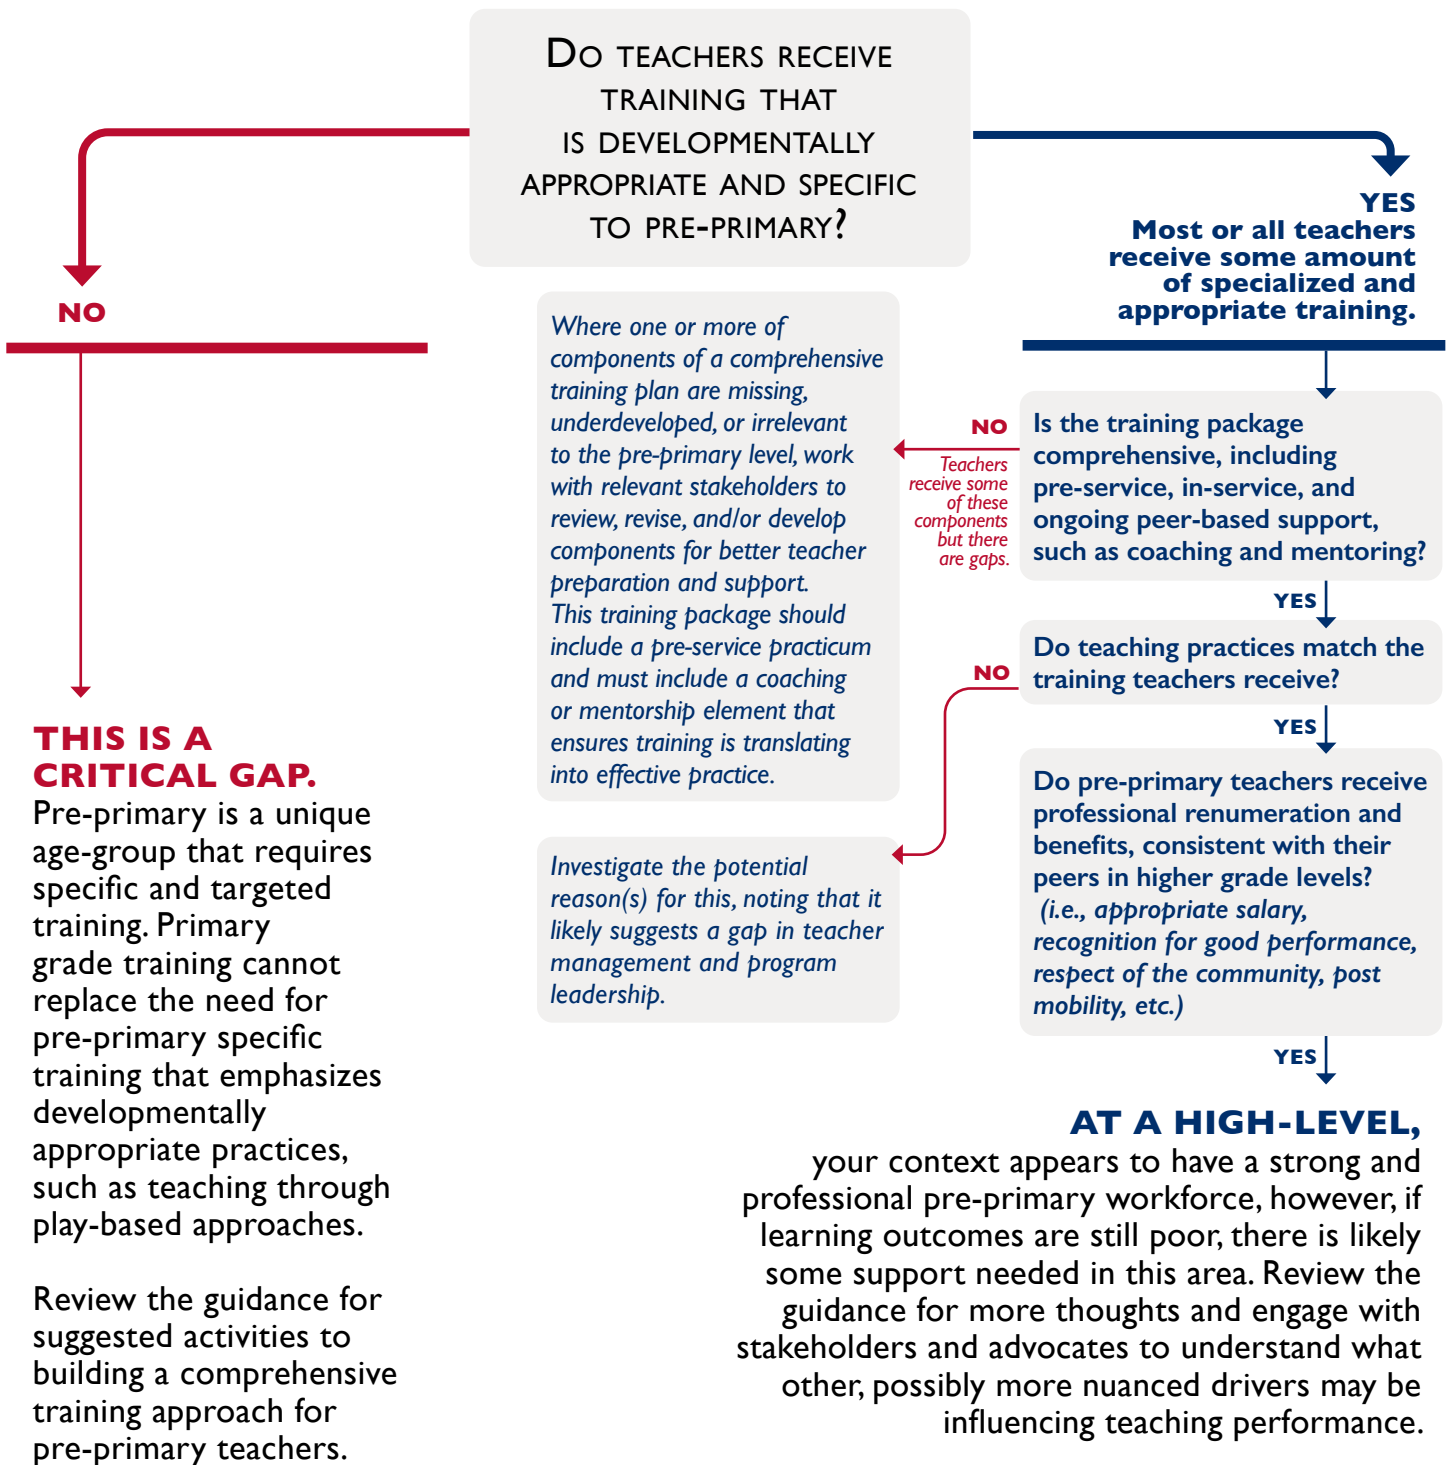 DO TEACHERS RECEIVE
TRAINING THAT
IS DEVELOPMENTALLY
APPROPRIATE AND SPECIFIC
TO PRE-PRIMARY?
NO
THIS IS A
CRITICAL GAP.
Pre-primary is a unique
age-group that requires
specific and targeted
training. Primary
grade training cannot
replace the need for
pre-primary specific
training that emphasizes
developmentally
appropriate practices,
such as teaching through
play-based approaches.
Review the guidance for
suggested activities to
building a comprehensive
training approach for
pre-primary teachers.
YES
Most or all teachers
receive some amount
of specialized and
appropriate training.
Is the training package
comprehensive, including
pre-service, in-service, and
ongoing peer-based support,
such as coaching and mentoring?
NO
Teachers
receive some
of these
components
but there
are gaps.
Where one or more of
components of a comprehensive
training plan are missing,
underdeveloped, or irrelevant
to the pre-primary level, work
with relevant stakeholders to
review, revise, and/or develop
components for better teacher
preparation and support.
This training package should
include a pre-service practicum
and must include a coaching
or mentorship element that
ensures training is translating
into effective practice.
YES
Do teaching practices match the
training teachers receive?
NO
Investigate the potential
reason(s) for this, noting that it
likely suggests a gap in teacher
management and program
leadership.
YES
Do pre-primary teachers receive
professional renumeration and
benefits, consistent with their
peers in higher grade levels?
(i.e., appropriate salary,
recognition for good performance,
respect of the community, post
mobility, etc.)
YES
AT A HIGH-LEVEL,
your context appears to have a strong and
professional pre-primary workforce, however, if
learning outcomes are still poor, there is likely
some support needed in this area. Review the
guidance for more thoughts and engage with
stakeholders and advocates to understand what
other, possibly more nuanced drivers may be
influencing teaching performance.